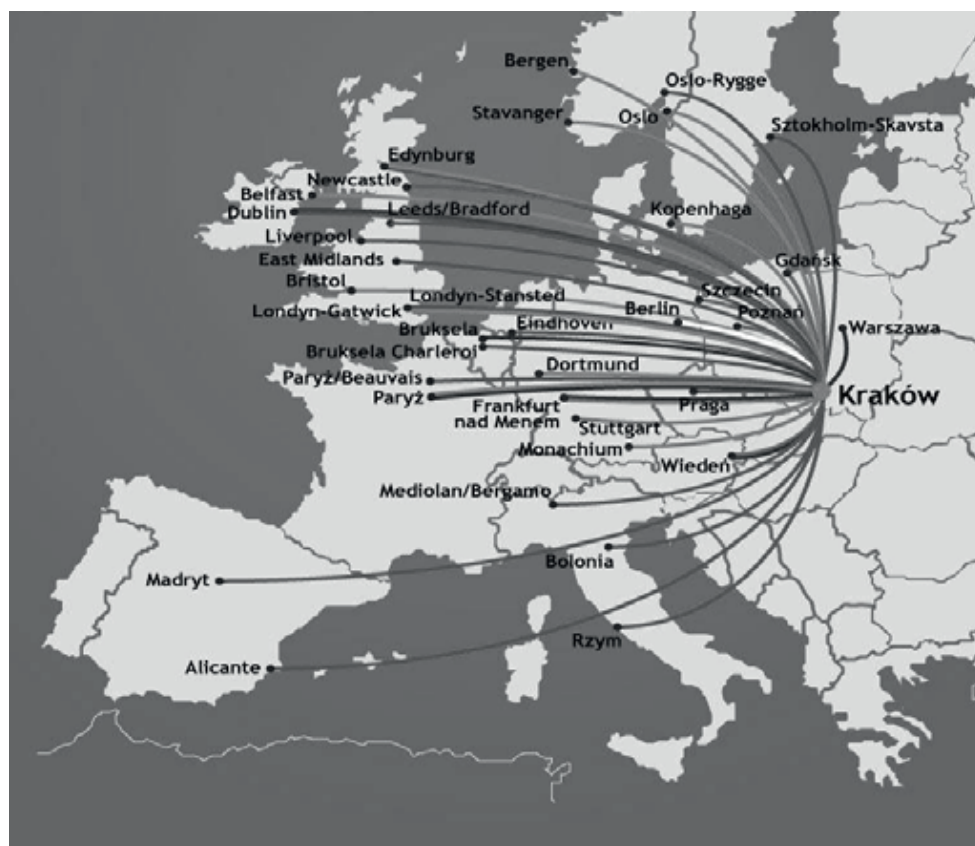 Bergen
Oslo-Rygge
Stavanger
Oslo
Sztokholm-Skavsta
Edynburg
Newcastle
Belfast
Dublin
Leeds/Bradford
Kopenhaga
Liverpool
East Midlands
Gdańsk
Bristol
Londyn-Stansted
Szczecin
Londyn-Gatwick
Berlin
Poznań
Bruksela
Eindhoven
Warszawa
Bruksela Charleroi
Dortmund
Paryż/Beauvais
Paryż
Frankfurt
nad Menem
Praga
Kraków
Stuttgart
Monachium
Wiedeń
Mediolan/Bergamo
Bolonia
Madryt
Rzym
Alicante